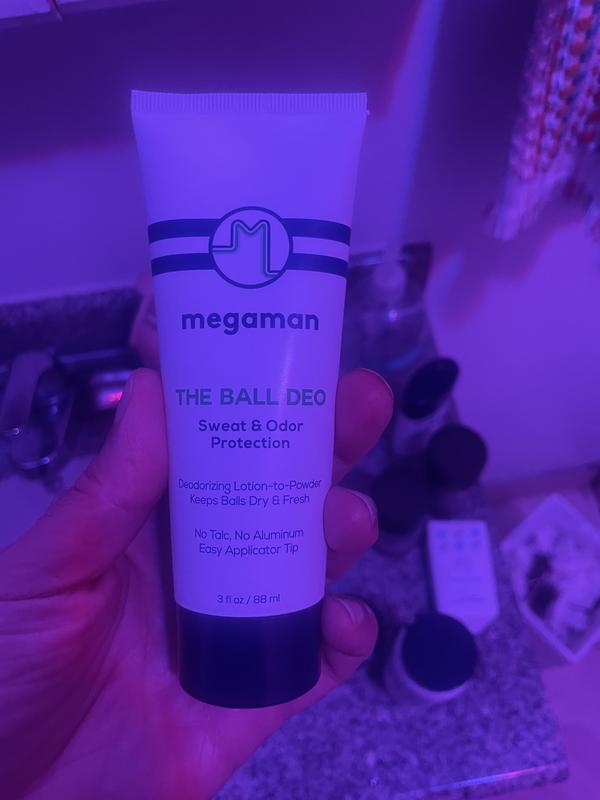 M
megaman
THE BALL DEO
Sweat & Odor
Protection
Deodorizing Lotion-to-Powder
Keeps Balls Dry & Fresh
No Talc, No Aluminum
Easy Applicator Tip
3 fl oz / 88 ml